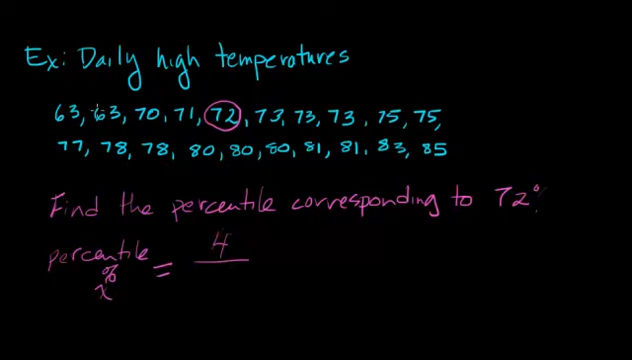 Ex: Daily high temperatures
63, 63, 70, 71, 72, 73, 73, 73, 75, 75,
77, 78, 78, 80, 80, 80, 81, 81, 83, 85
Find the percentile corresponding to 72°.
percentile = 4
%
x